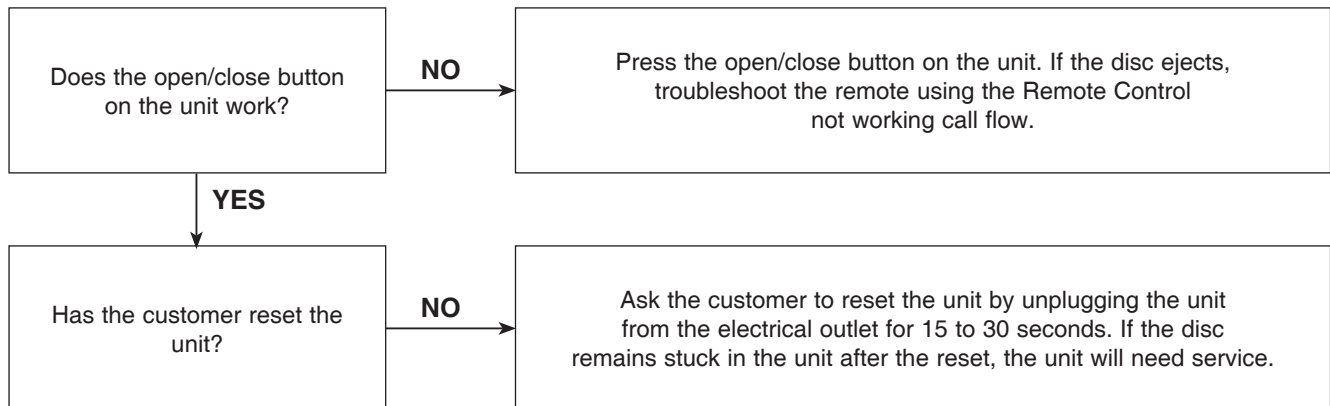 Does the open/close button
on the unit work?
NO
Press the open/close button on the unit. If the disc ejects,
troubleshoot the remote using the Remote Control
not working call flow.
YES
Has the customer reset the
unit?
NO
Ask the customer to reset the unit by unplugging the unit
from the electrical outlet for 15 to 30 seconds. If the disc
remains stuck in the unit after the reset, the unit will need service.